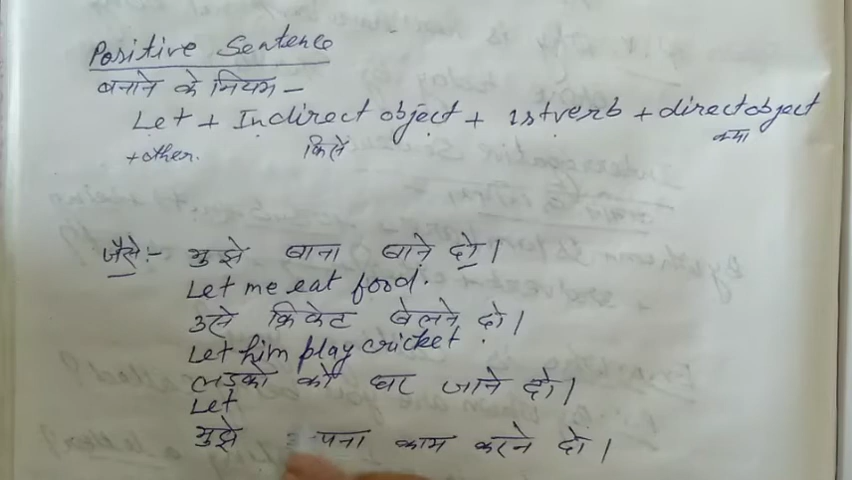 Positive Sentence
बनाने के नियम -
Let + Indirect object + 1st verb + direct object
+ other. किसे क्या
जैसे:- मुझे खाना खाने दो।
Let me eat food.
उसे क्रिकेट खेलने दो।
Let him play cricket.
लड़को को घर जाने दो।
Let
मुझे अपना काम करने दो।